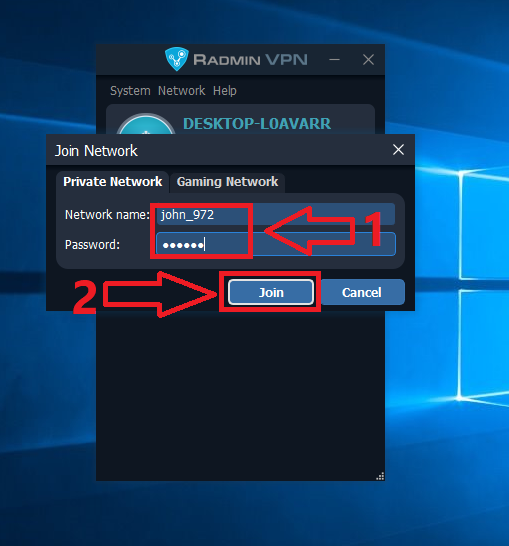 RADMIN VPN
System Network Help
DESKTOP-L0AVARR
Join Network
Private Network Gaming Network
Network name: john_972
1
Password: ●●●●●●
2
Join Cancel